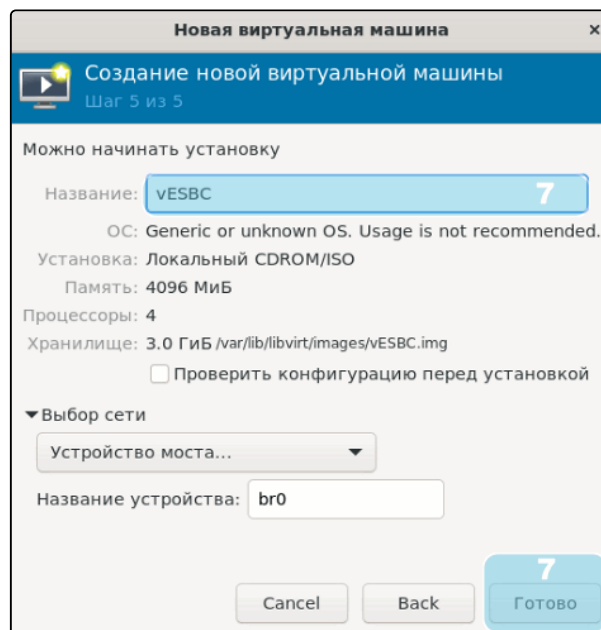 Новая виртуальная машина ×
Создание новой виртуальной машины
Шаг 5 из 5
Можно начинать установку
Название: vESBC 7
ОС: Generic or unknown OS. Usage is not recommended.
Установка: Локальный CDROM/ISO
Память: 4096 МиБ
Процессоры: 4
Хранилище: 3.0 ГиБ /var/lib/libvirt/images/vESBC.img
Проверить конфигурацию перед установкой
Выбор сети
Устройство моста...
Название устройства: br0
7
Cancel Back Готово